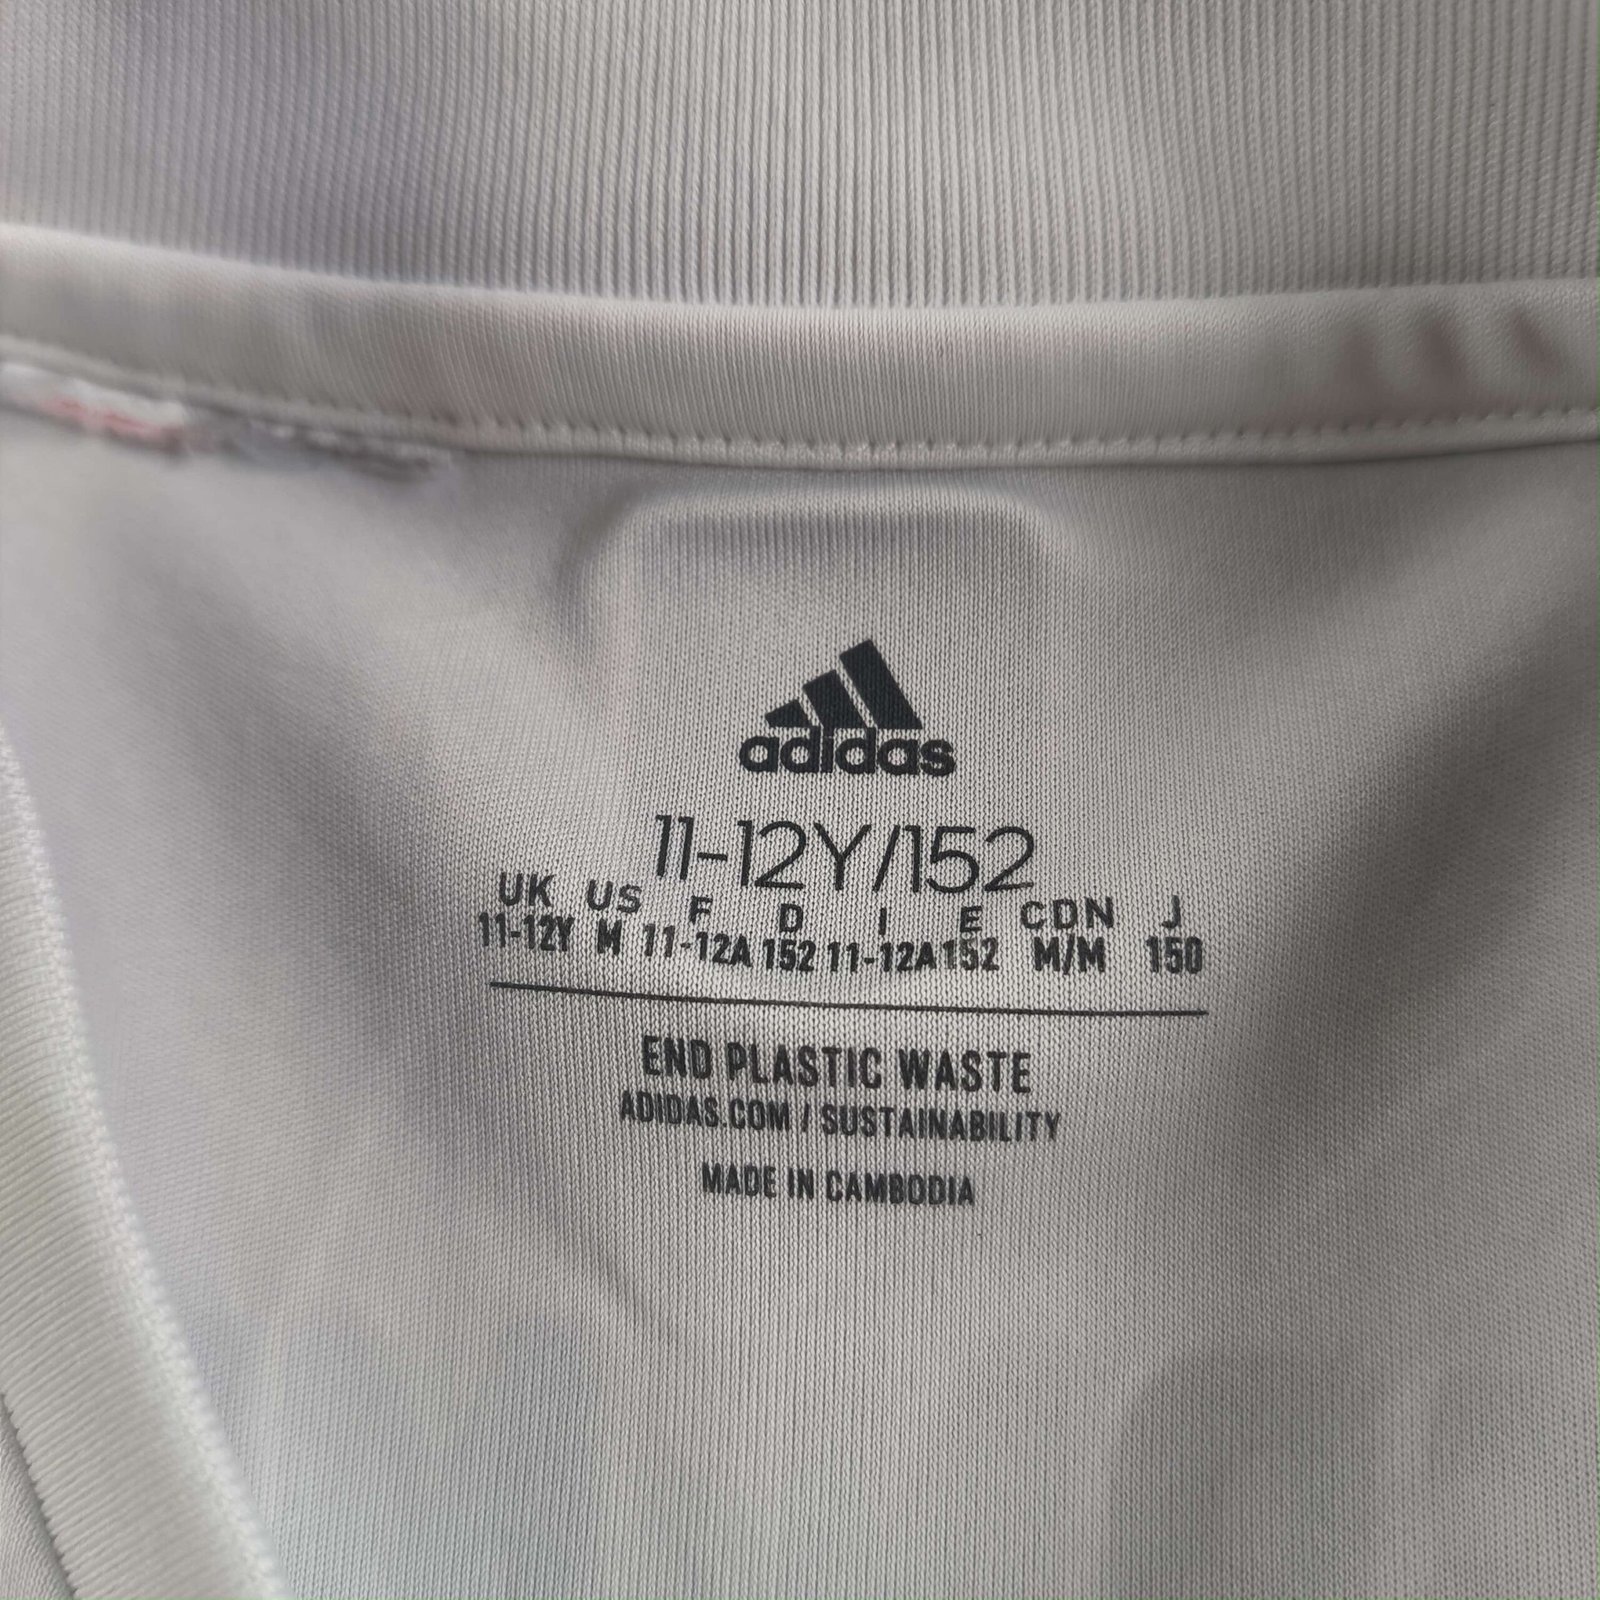 adidas
11-12Y/152
UK US F D I E CDN J
11-12Y M 11-12A 152 11-12A 152 M/M 150
END PLASTIC WASTE
ADIDAS.COM / SUSTAINABILITY
MADE IN CAMBODIA